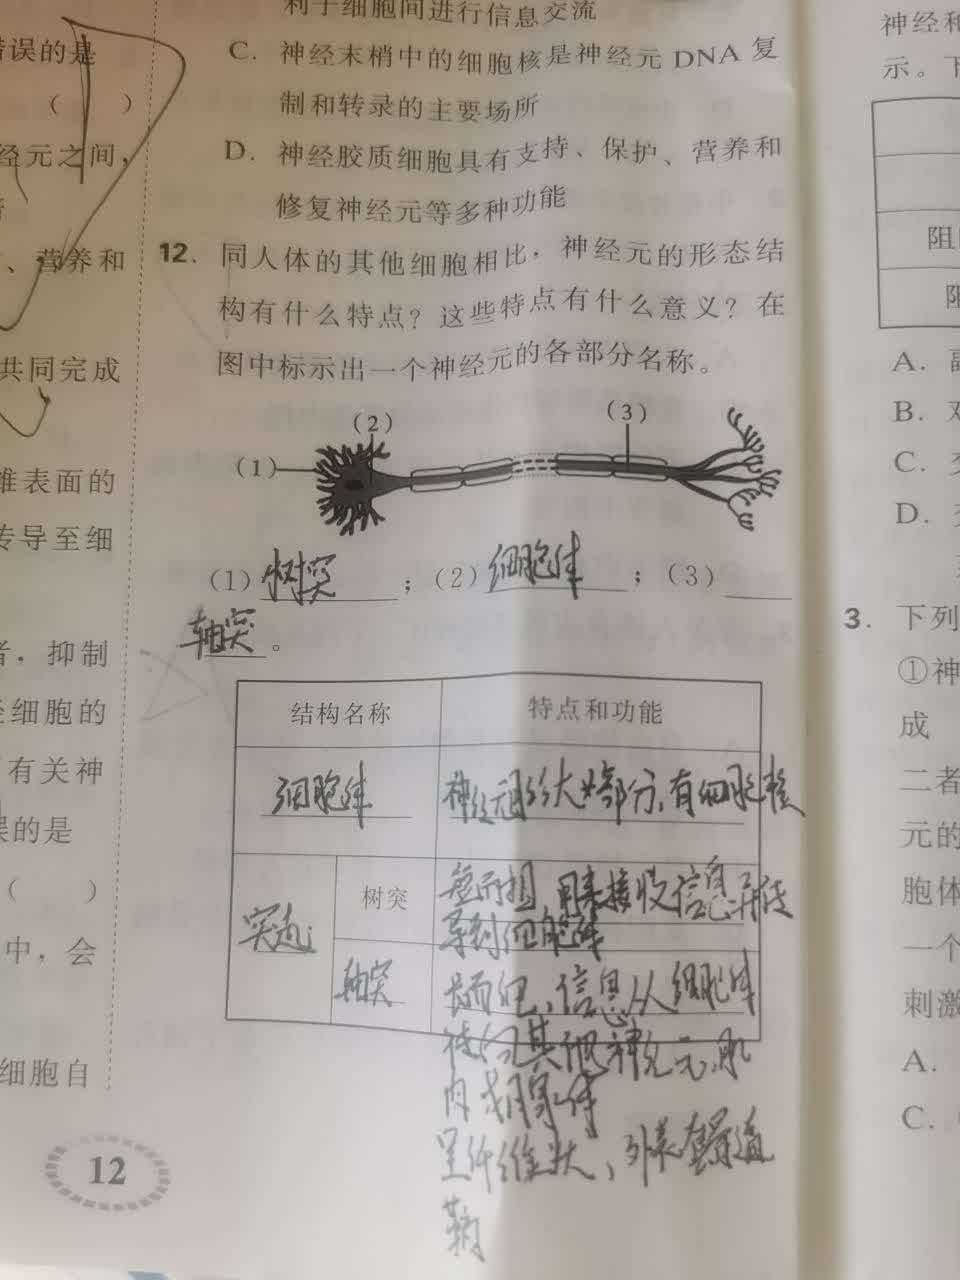 利于细胞间进行信息交流
C. 神经末梢中的细胞核是神经元 DNA 复
制和转录的主要场所
D. 神经胶质细胞具有支持、保护、营养和
修复神经元等多种功能
12. 同人体的其他细胞相比，神经元的形态结
构有什么特点？这些特点有什么意义？在
图中标示出一个神经元的各部分名称。
(1)
(2)
(3)
(1) 树突 ；(2) 细胞体 ；(3)
轴突 。
结构名称 特点和功能
细胞体 神经元膨大部分，有细胞核
突起 树突 短而粗 用来接收信息并传
导到细胞体
轴突 长而细，信息从细胞体
传向其他神经元、肌
肉或腺体
呈纤维状，外表套有髓
鞘
12
错误的是
（ ）
经元之间，
、营养和
共同完成
锥表面的
传导至细
者，抑制
经细胞的
有关神
误的是
（ ）
中，会
细胞自
神经和
示。下
阻
阻
A.
B.
C.
D.
3. 下列
①神
成
二者
元的
胞体
一个
刺激
A.
C.